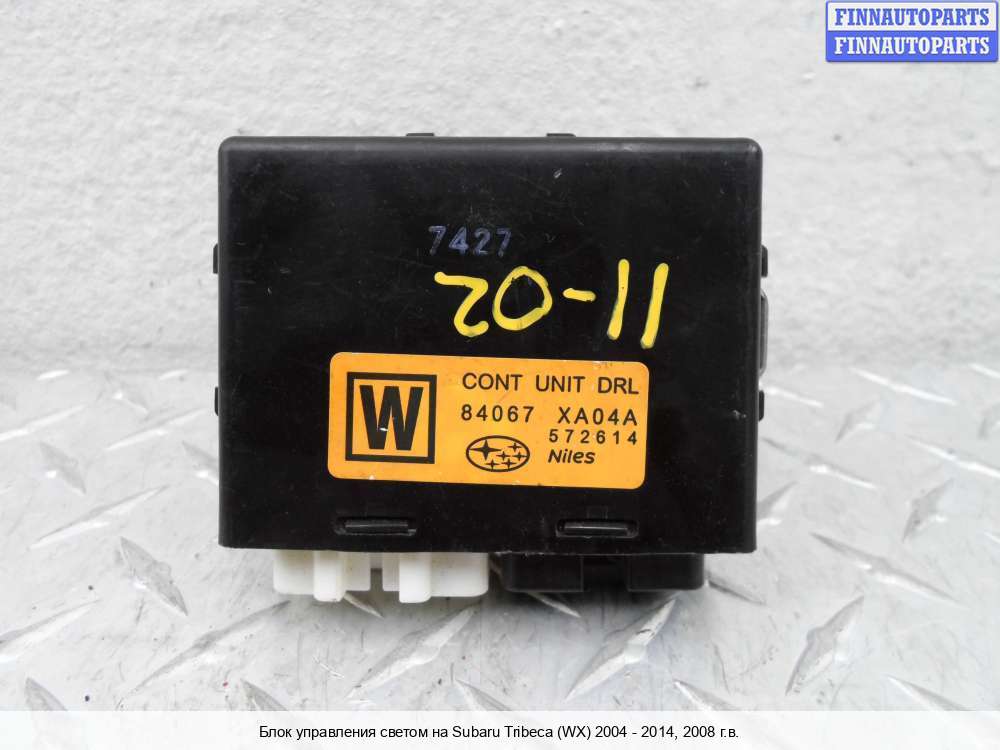 FINNAUTOPARTS
FINNAUTOPARTS
7427
20-11
W
CONT UNIT DRL
84067 XA04A
572614
Niles
Блок управления светом на Subaru Tribeca (WX) 2004 - 2014, 2008 г.в.